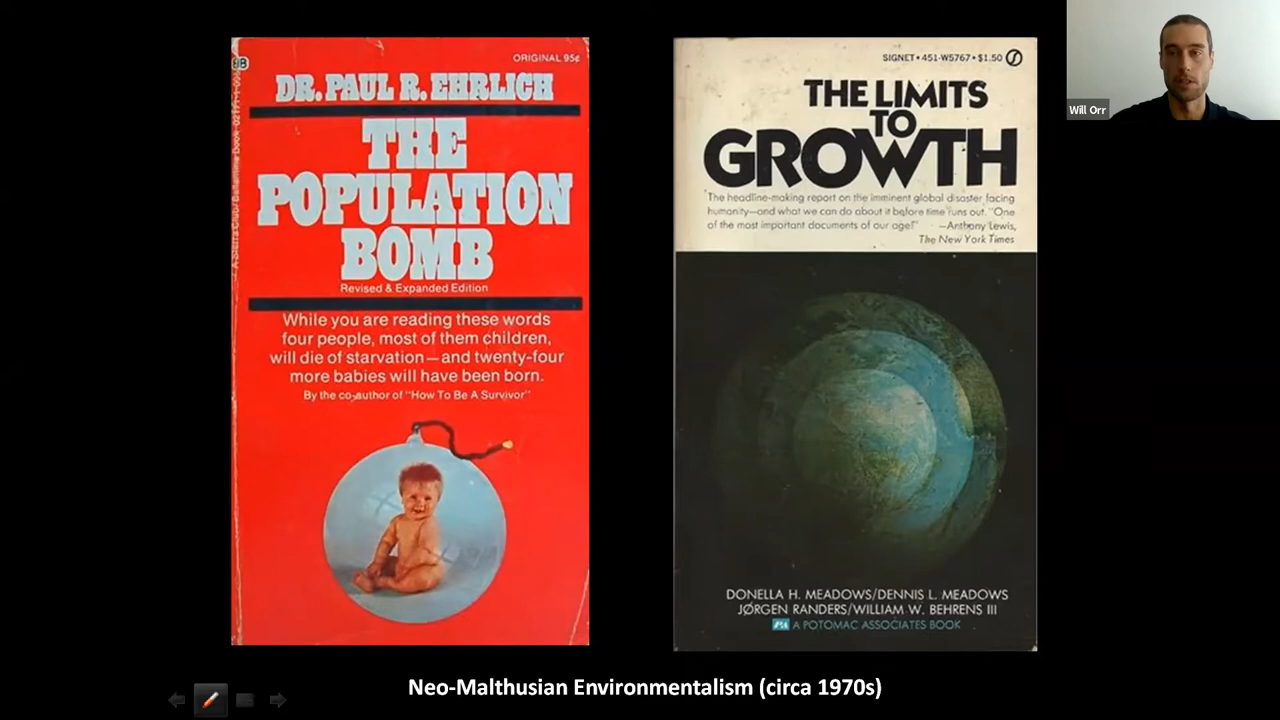 ORIGINAL 95¢
DR. PAUL R. EHRLICH
THE
POPULATION
BOMB
Revised & Expanded Edition
While you are reading these words
four people, most of them children,
will die of starvation—and twenty-four
more babies will have been born.
By the co-author of "How To Be A Survivor"
SIGNET • 451-W5767 • $1.50
THE LIMITS
TO
GROWTH
"The headline-making report on the imminent global disaster facing
humanity—and what we can do about it before time runs out. "One
of the most important documents of our age!" —Anthony Lewis,
The New York Times
DONELLA H. MEADOWS/DENNIS L. MEADOWS
JØRGEN RANDERS/WILLIAM W. BEHRENS III
A POTOMAC ASSOCIATES BOOK
Will Orr
Neo-Malthusian Environmentalism (circa 1970s)